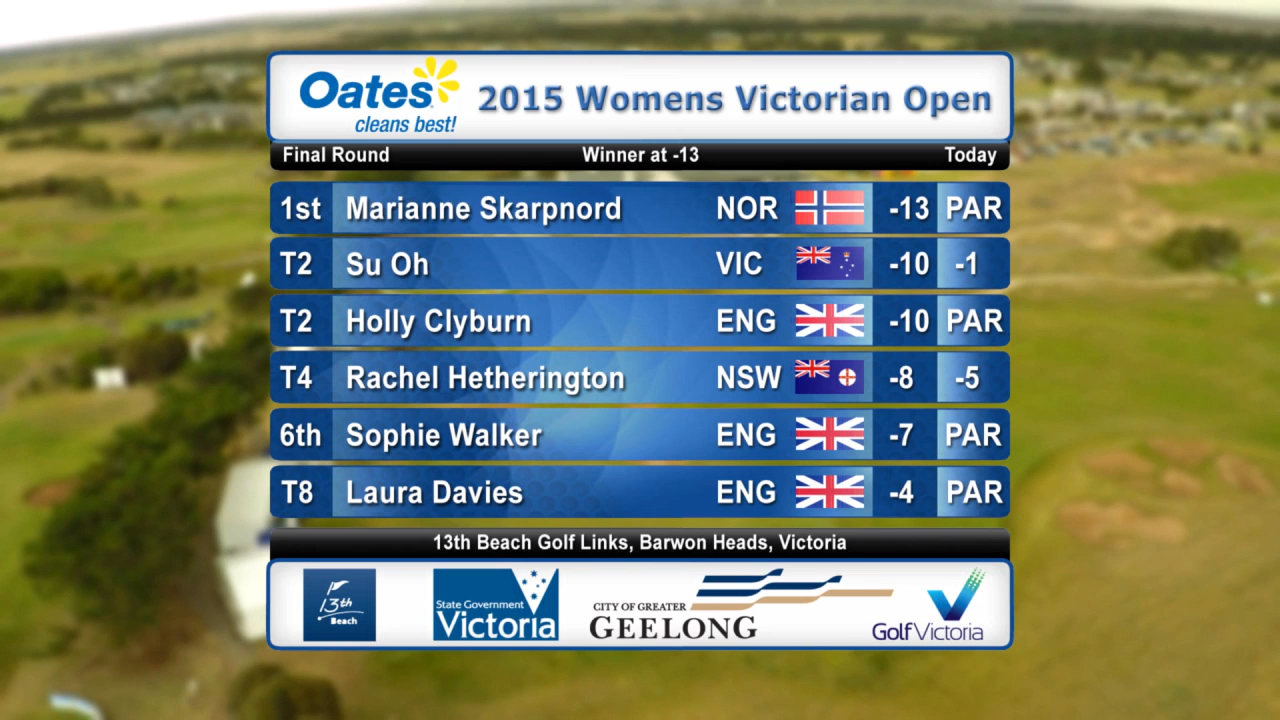 Oates
cleans best!
2015 Womens Victorian Open
Final Round Winner at -13 Today
1st Marianne Skarpnord NOR -13 PAR
T2 Su Oh VIC -10 -1
T2 Holly Clyburn ENG -10 PAR
T4 Rachel Hetherington NSW -8 -5
6th Sophie Walker ENG -7 PAR
T8 Laura Davies ENG -4 PAR
13th Beach Golf Links, Barwon Heads, Victoria
13th
Beach
State Government
Victoria
CITY OF GREATER
GEELONG
GolfVictoria